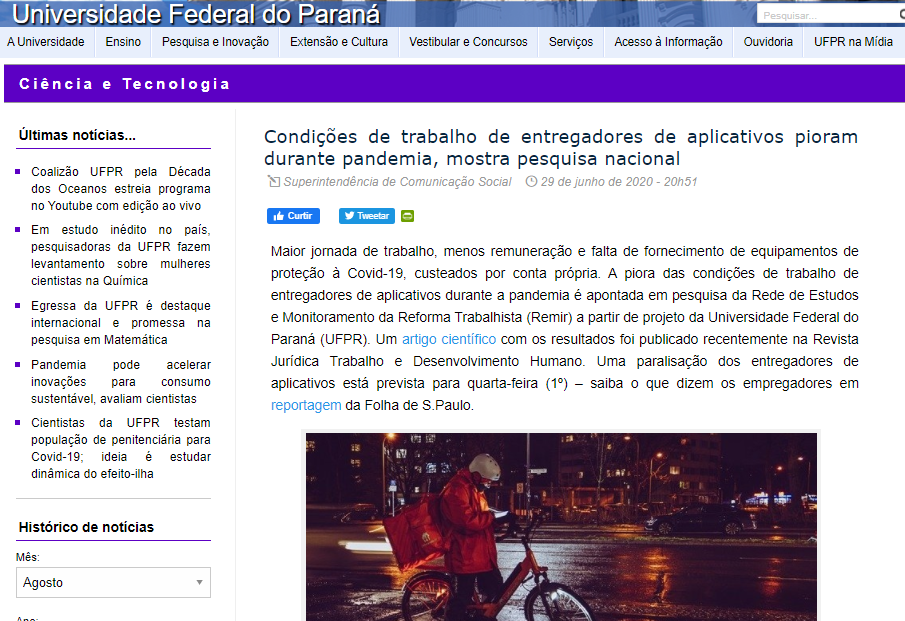 Universidade Federal do Paraná
Pesquisar...
A Universidade Ensino Pesquisa e Inovação Extensão e Cultura Vestibular e Concursos Serviços Acesso à Informação Ouvidoria UFPR na Mídia
Ciência e Tecnologia
Últimas notícias...
Coalizão UFPR pela Década
dos Oceanos estreia programa
no Youtube com edição ao vivo
Em estudo inédito no país,
pesquisadoras da UFPR fazem
levantamento sobre mulheres
cientistas na Química
Egressa da UFPR é destaque
internacional e promessa na
pesquisa em Matemática
Pandemia pode acelerar
inovações para consumo
sustentável, avaliam cientistas
Cientistas da UFPR testam
população de penitenciária para
Covid-19; ideia é estudar
dinâmica do efeito-ilha
Histórico de notícias
Mês:
Agosto
Ano:
Condições de trabalho de entregadores de aplicativos pioram
durante pandemia, mostra pesquisa nacional
Superintendência de Comunicação Social 29 de junho de 2020 - 20h51
Curtir Tweetar
Maior jornada de trabalho, menos remuneração e falta de fornecimento de equipamentos de
proteção à Covid-19, custeados por conta própria. A piora das condições de trabalho de
entregadores de aplicativos durante a pandemia é apontada em pesquisa da Rede de Estudos
e Monitoramento da Reforma Trabalhista (Remir) a partir de projeto da Universidade Federal do
Paraná (UFPR). Um artigo científico com os resultados foi publicado recentemente na Revista
Jurídica Trabalho e Desenvolvimento Humano. Uma paralisação dos entregadores de
aplicativos está prevista para quarta-feira (1º) – saiba o que dizem os empregadores em
reportagem da Folha de S.Paulo.